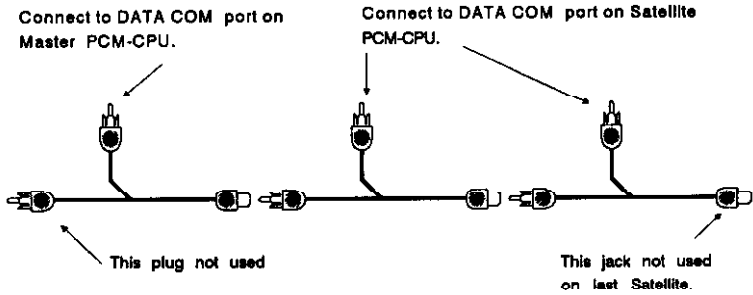 Connect to DATA COM port on
Master PCM-CPU.
Connect to DATA COM port on Satellite
PCM-CPU.
This plug not used
This jack not used
on last Satellite.